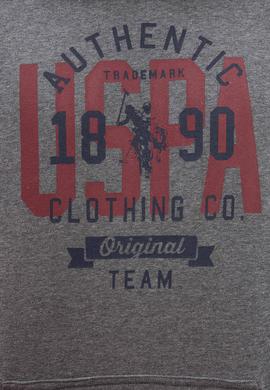 AUTHENTIC
TRADEMARK
USPA
18 90
CLOTHING CO.
Original
TEAM